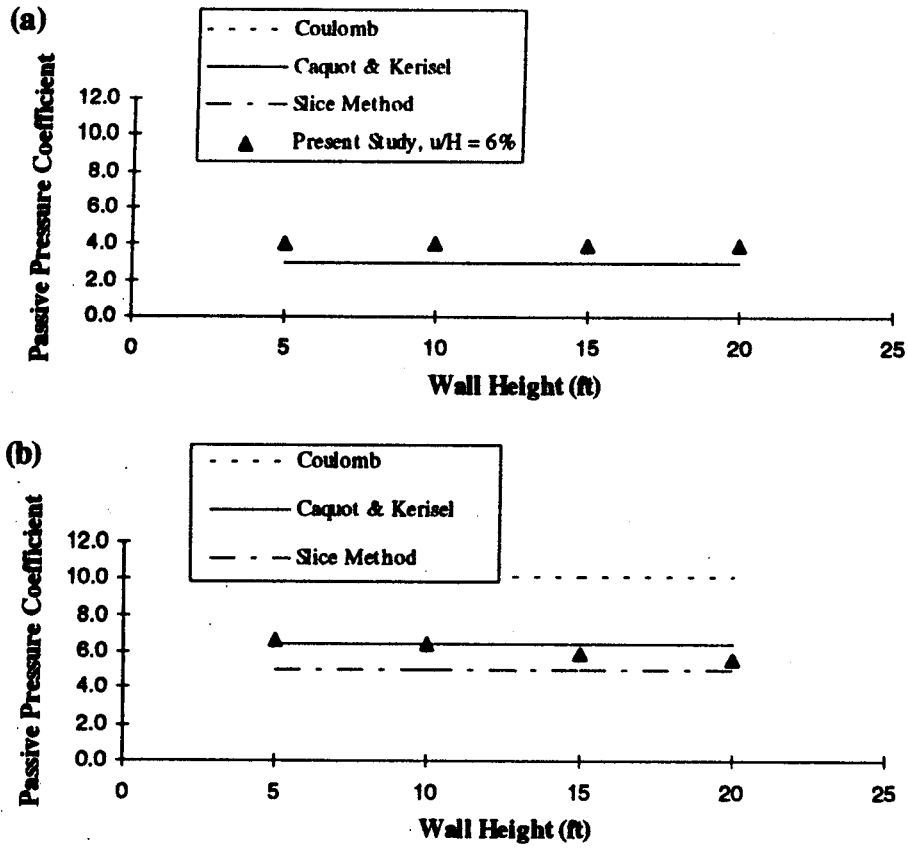 (a)
Coulomb
Caquot & Kerisel
Slice Method
Present Study, u/H = 6%
Passive Pressure Coefficient
12.0
10.0
8.0
6.0
4.0
2.0
0.0
0 5 10 15 20 25
Wall Height (ft)
(b)
Coulomb
Caquot & Kerisel
Slice Method
Passive Pressure Coefficient
12.0
10.0
8.0
6.0
4.0
2.0
0.0
0 5 10 15 20 25
Wall Height (ft)